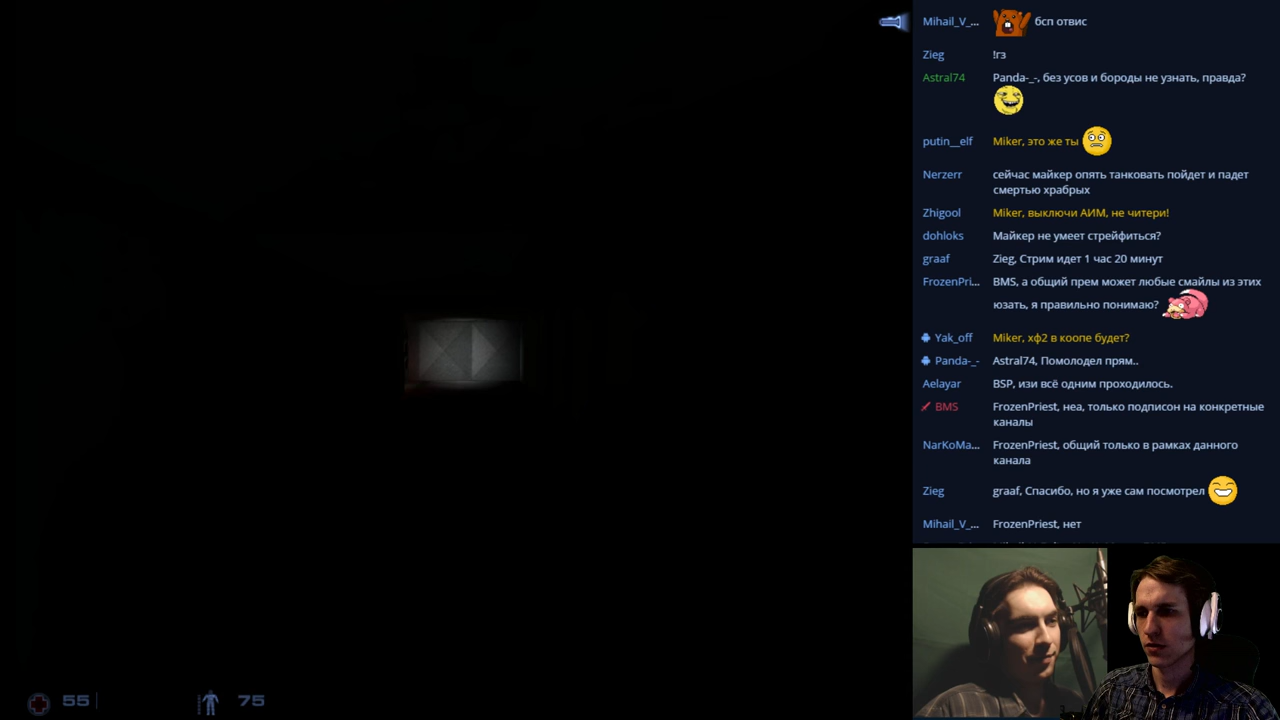 Mihail_V_... бсп отвис
Zieg !гз
Astral74 Panda-_-, без усов и бороды не узнать, правда?
putin__elf Miker, это же ты
Nerzerr сейчас майкер опять танковать пойдет и падет
смертью храбрых
Zhigool Miker, выключи АИМ, не читери!
dohloks Майкер не умеет стрейфиться?
graaf Zieg, Стрим идет 1 час 20 минут
FrozenPri... BMS, а общий прем может любые смайлы из этих
юзать, я правильно понимаю?
Yak_off Miker, хф2 в коопе будет?
Panda-_- Astral74, Помолодел прям..
Aelayar BSP, изи всё одним проходилось.
BMS FrozenPriest, неа, только подписон на конкретные
каналы
NarKoMa... FrozenPriest, общий только в рамках данного
канала
Zieg graaf, Спасибо, но я уже сам посмотрел
Mihail_V_... FrozenPriest, нет
55 75